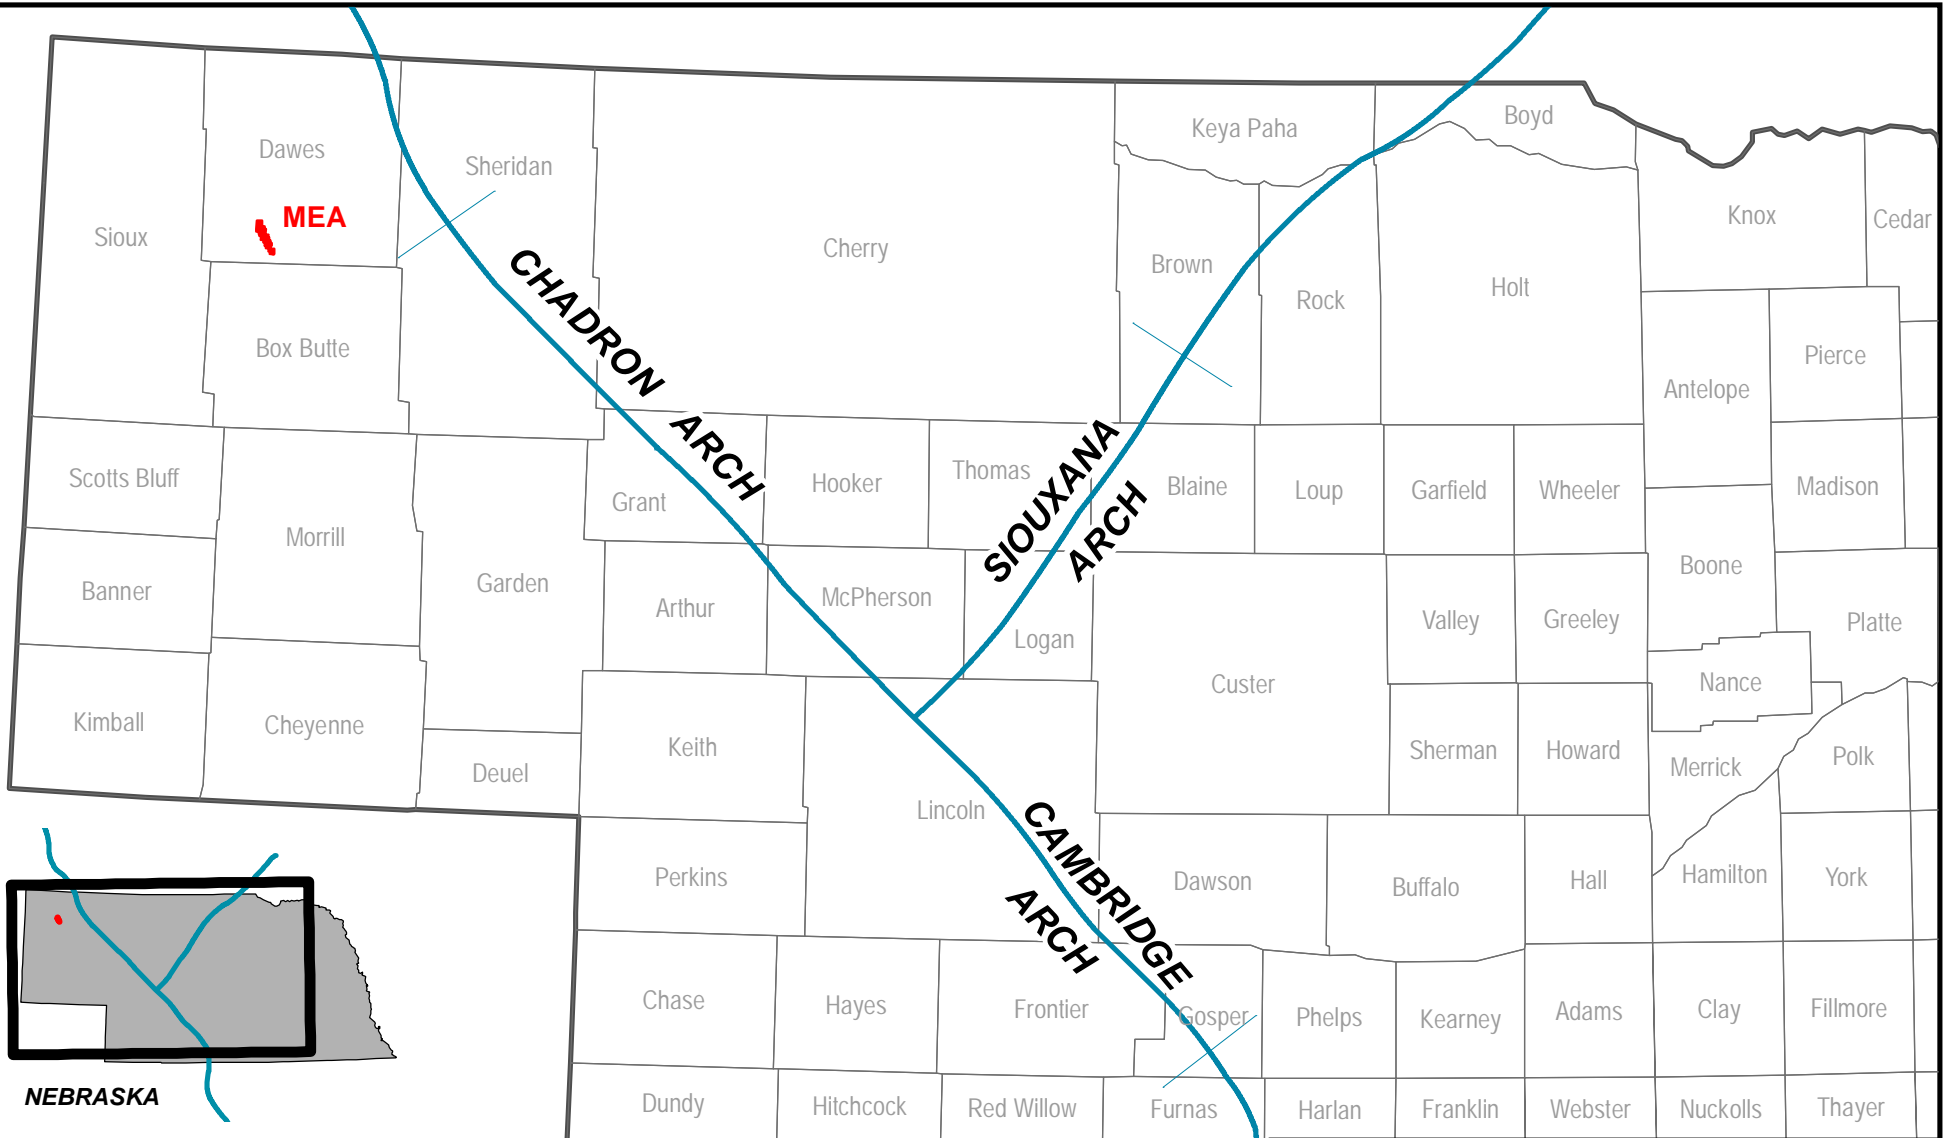 Keya Paha
Boyd
Dawes
Sheridan
MEA
Sioux
Cherry
Knox
Cedar
Brown
Rock
Holt
CHADRON ARCH
Box Butte
Pierce
Antelope
Scotts Bluff
Grant
Hooker
Thomas
SIOUXANA
ARCH
Blaine
Loup
Garfield
Wheeler
Madison
Morrill
Banner
Garden
Arthur
McPherson
Logan
Boone
Valley
Greeley
Platte
Custer
Nance
Kimball
Cheyenne
Deuel
Keith
Sherman
Howard
Merrick
Polk
Lincoln
CAMBRIDGE
ARCH
Perkins
Dawson
Buffalo
Hall
Hamilton
York
Chase
Hayes
Frontier
Gosper
Phelps
Kearney
Adams
Clay
Fillmore
NEBRASKA
Dundy
Hitchcock
Red Willow
Furnas
Harlan
Franklin
Webster
Nuckolls
Thayer